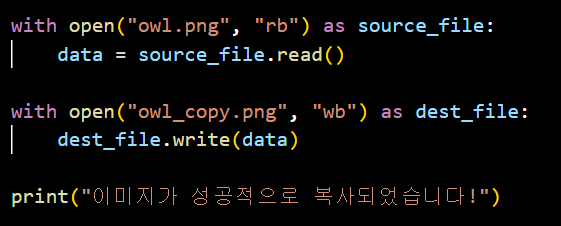 with open("owl.png", "rb") as source_file:
    data = source_file.read()
with open("owl_copy.png", "wb") as dest_file:
    dest_file.write(data)
print("이미지가 성공적으로 복사되었습니다!")